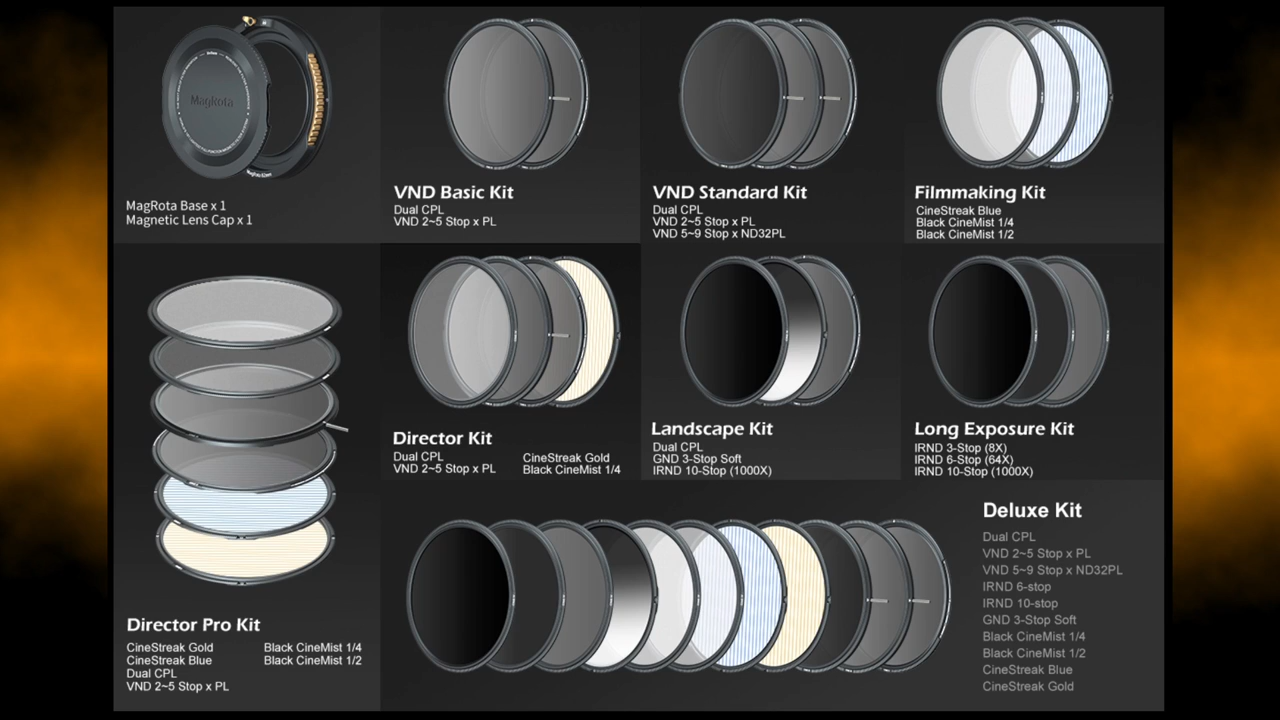 MagRota
MagRota Base x 1
Magnetic Lens Cap x 1
VND Basic Kit
Dual CPL
VND 2~5 Stop x PL
VND Standard Kit
Dual CPL
VND 2~5 Stop x PL
VND 5~9 Stop x ND32PL
Filmmaking Kit
CineStreak Blue
Black CineMist 1/4
Black CineMist 1/2
Director Kit
Dual CPL
VND 2~5 Stop x PL
CineStreak Gold
Black CineMist 1/4
Landscape Kit
Dual CPL
GND 3-Stop Soft
IRND 10-Stop (1000X)
Long Exposure Kit
IRND 3-Stop (8X)
IRND 6-Stop (64X)
IRND 10-Stop (1000X)
Director Pro Kit
CineStreak Gold
CineStreak Blue
Dual CPL
VND 2~5 Stop x PL
Black CineMist 1/4
Black CineMist 1/2
Deluxe Kit
Dual CPL
VND 2~5 Stop x PL
VND 5~9 Stop x ND32PL
IRND 6-stop
IRND 10-stop
GND 3-Stop Soft
Black CineMist 1/4
Black CineMist 1/2
CineStreak Blue
CineStreak Gold